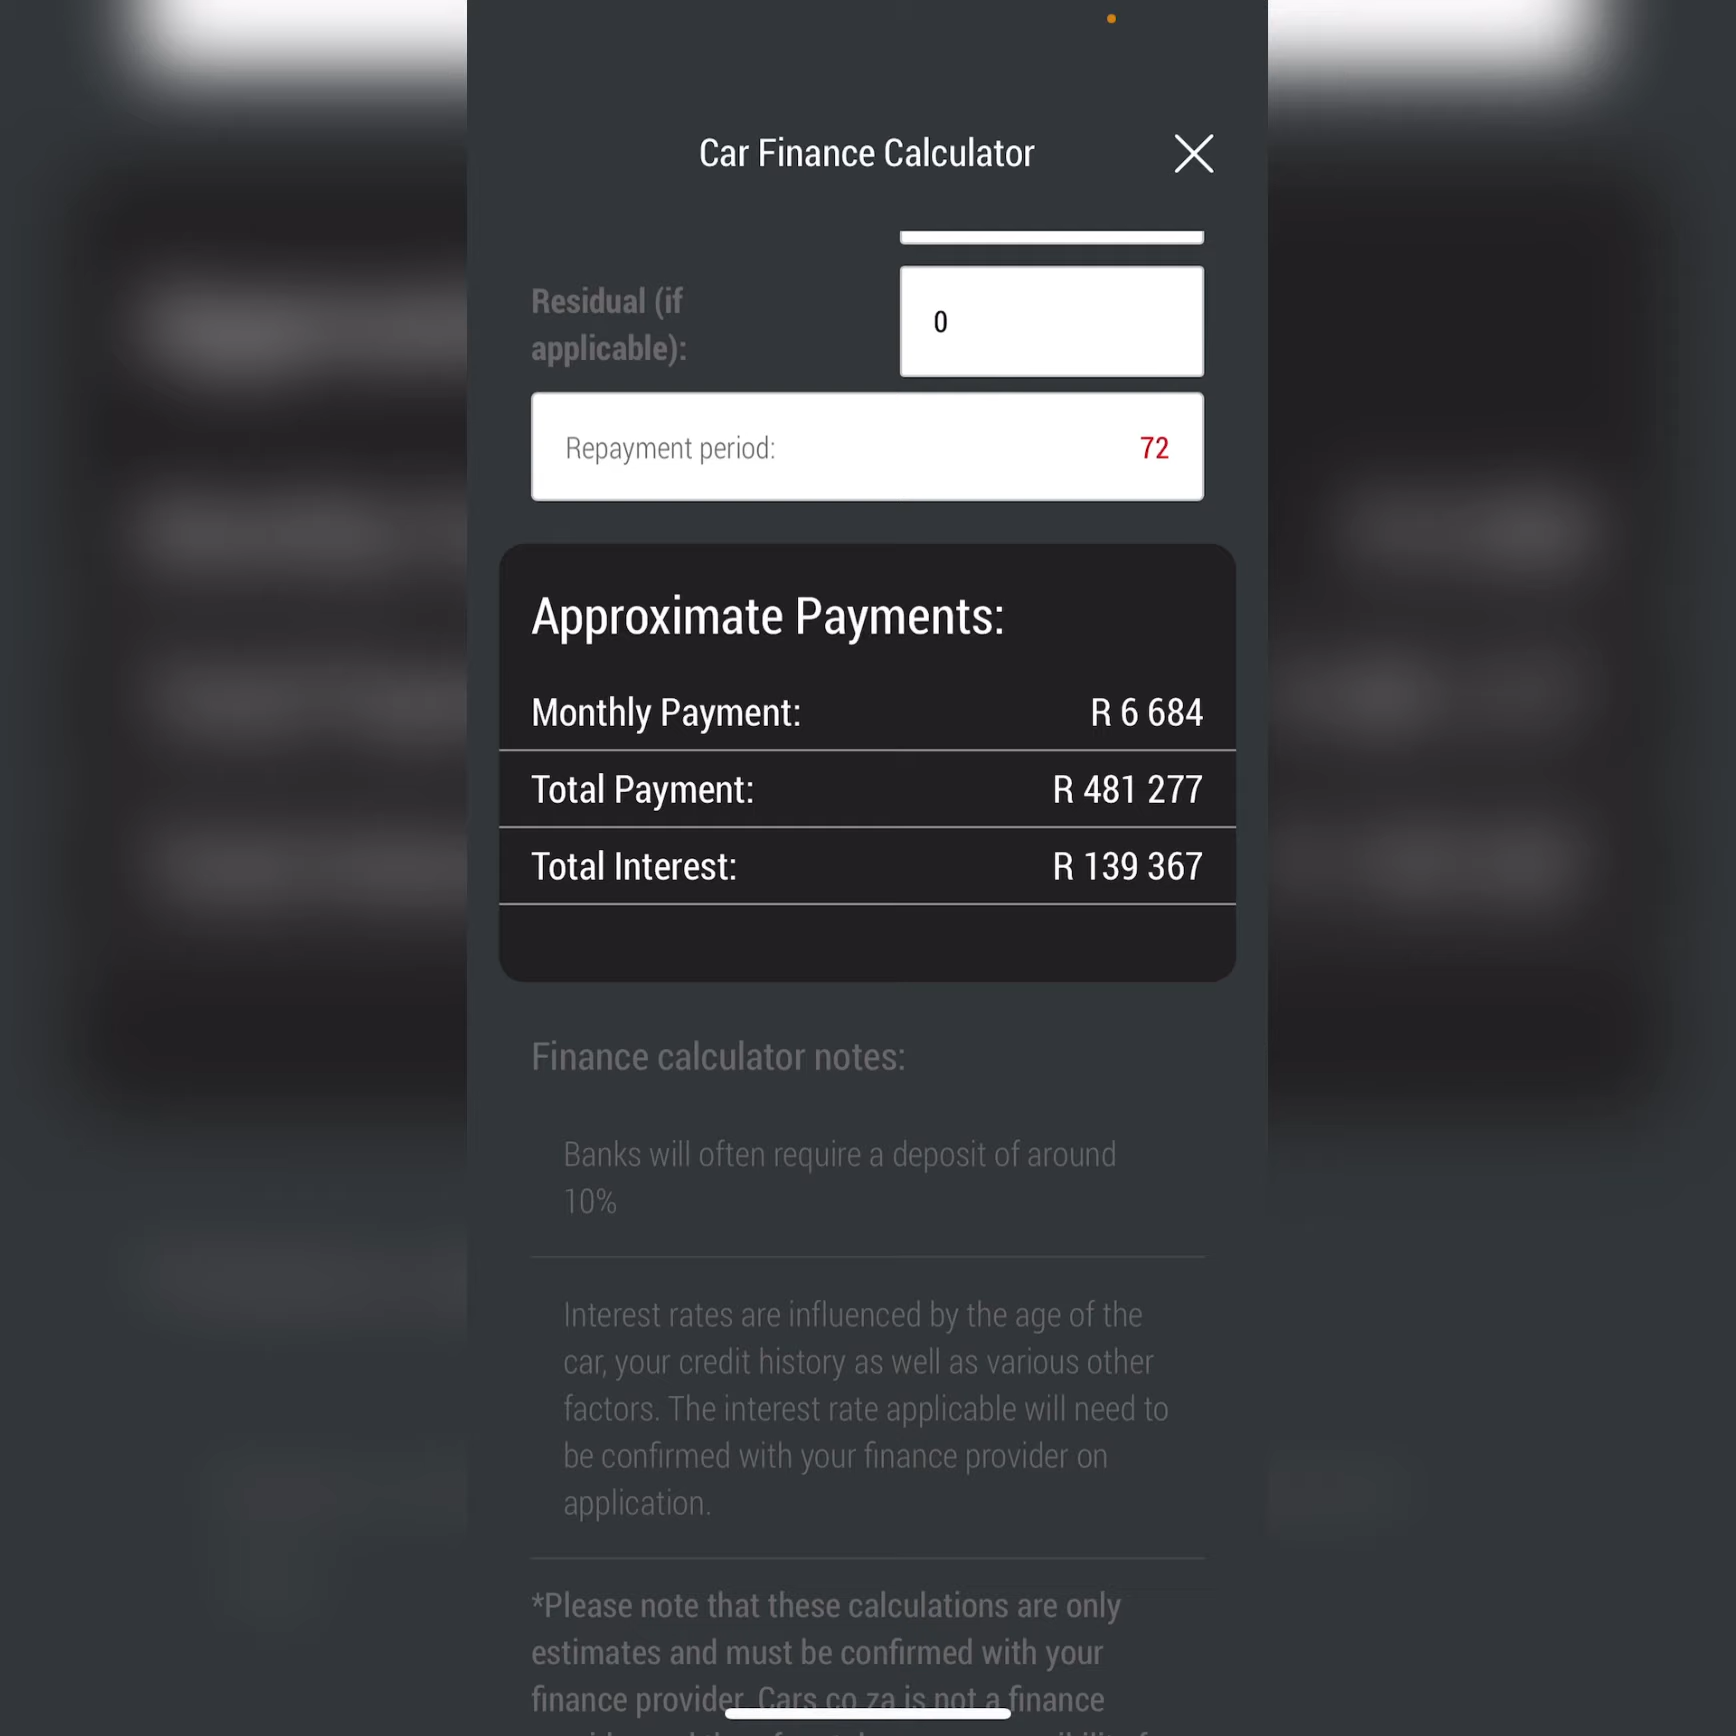 Car Finance Calculator
Residual (if
applicable):
0
Repayment period: 72
Approximate Payments:
Monthly Payment: R 6 684
Total Payment: R 481 277
Total Interest: R 139 367
Finance calculator notes:
Banks will often require a deposit of around
10%
Interest rates are influenced by the age of the
car, your credit history as well as various other
factors. The interest rate applicable will need to
be confirmed with your finance provider on
application.
*Please note that these calculations are only
estimates and must be confirmed with your
finance provider. Cars.co.za is not a finance